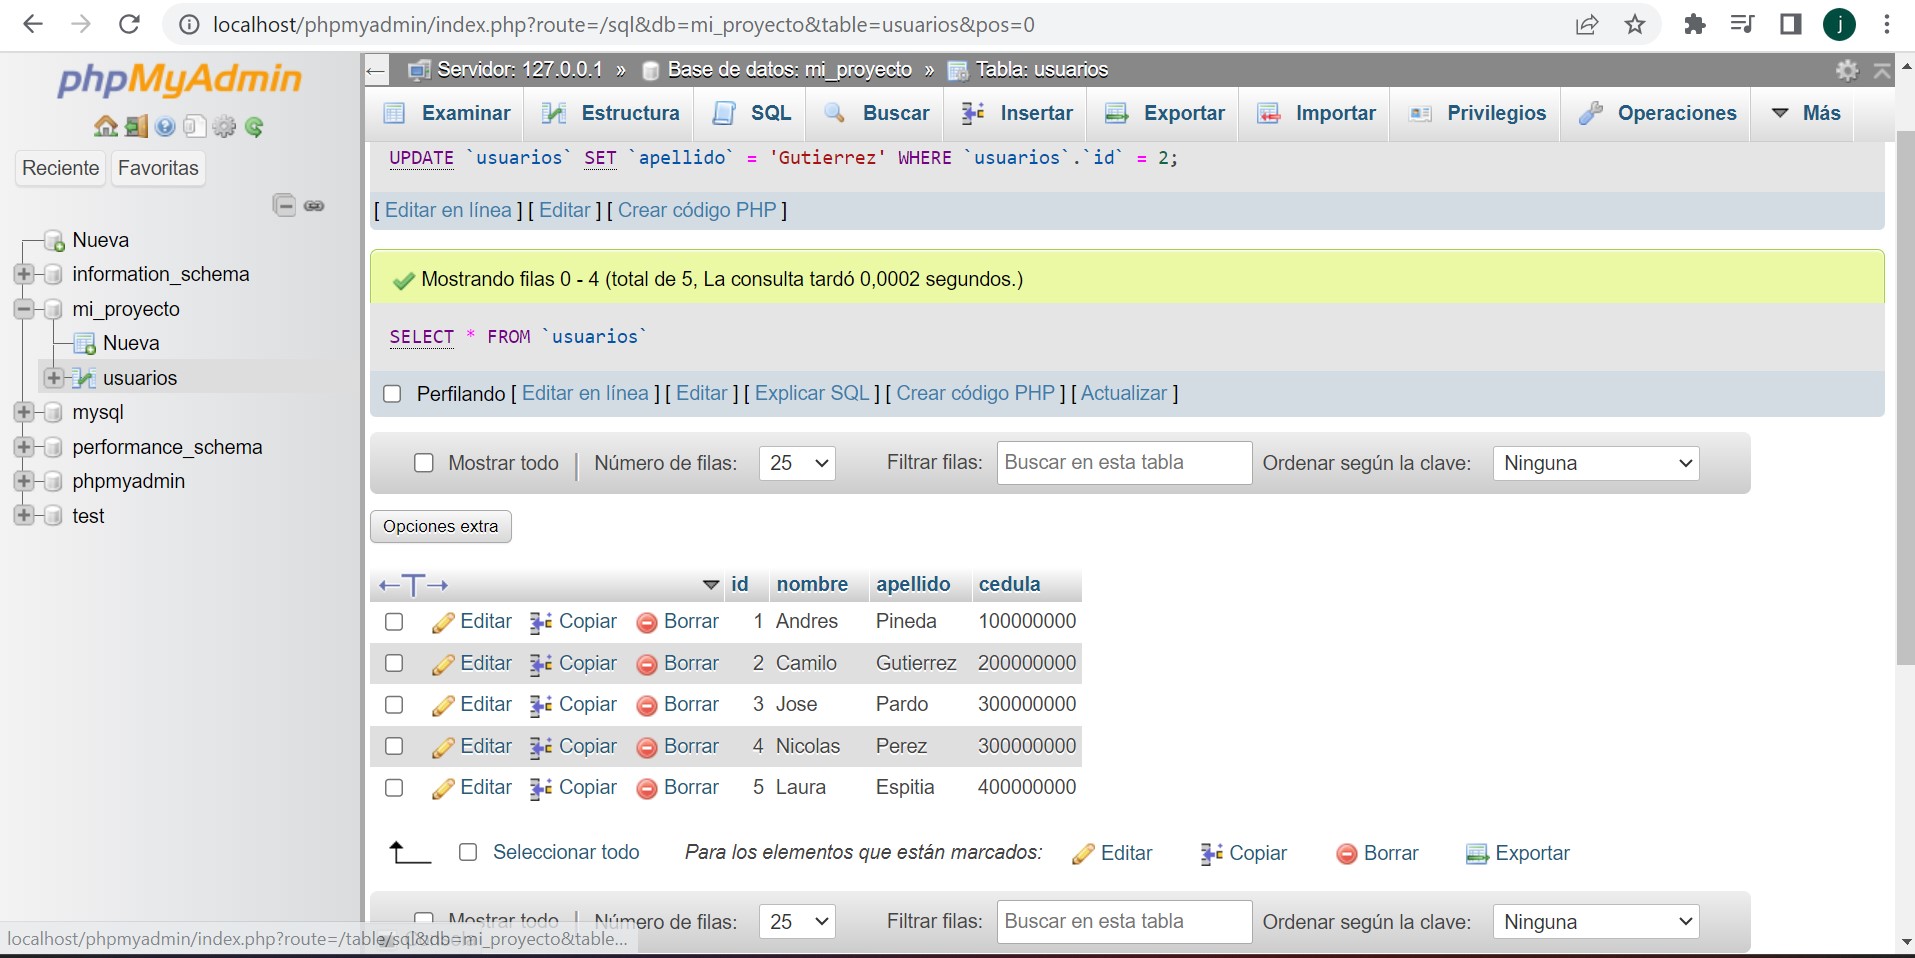 localhost/phpmyadmin/index.php?route=/sql&db=mi_proyecto&table=usuarios&pos=0
j
phpMyAdmin
Reciente Favoritas
Nueva
information_schema
mi_proyecto
Nueva
usuarios
mysql
performance_schema
phpmyadmin
test
Servidor: 127.0.0.1 » Base de datos: mi_proyecto » Tabla: usuarios
Examinar Estructura SQL Buscar Insertar Exportar Importar Privilegios Operaciones Más
UPDATE `usuarios` SET `apellido` = 'Gutierrez' WHERE `usuarios`.`id` = 2;
[ Editar en línea ] [ Editar ] [ Crear código PHP ]
Mostrando filas 0 - 4 (total de 5, La consulta tardó 0,0002 segundos.)
SELECT * FROM `usuarios`
Perfilando [ Editar en línea ] [ Editar ] [ Explicar SQL ] [ Crear código PHP ] [ Actualizar ]
Mostrar todo | Número de filas: 25 Filtrar filas: Buscar en esta tabla Ordenar según la clave: Ninguna
Opciones extra
←T→ id nombre apellido cedula
Editar Copiar Borrar 1 Andres Pineda 100000000
Editar Copiar Borrar 2 Camilo Gutierrez 200000000
Editar Copiar Borrar 3 Jose Pardo 300000000
Editar Copiar Borrar 4 Nicolas Perez 300000000
Editar Copiar Borrar 5 Laura Espitia 400000000
Seleccionar todo Para los elementos que están marcados: Editar Copiar Borrar Exportar
Mostrar todo | Número de filas: 25 Filtrar filas: Buscar en esta tabla Ordenar según la clave: Ninguna
localhost/phpmyadmin/index.php?route=/table/sql&db=mi_proyecto&table...